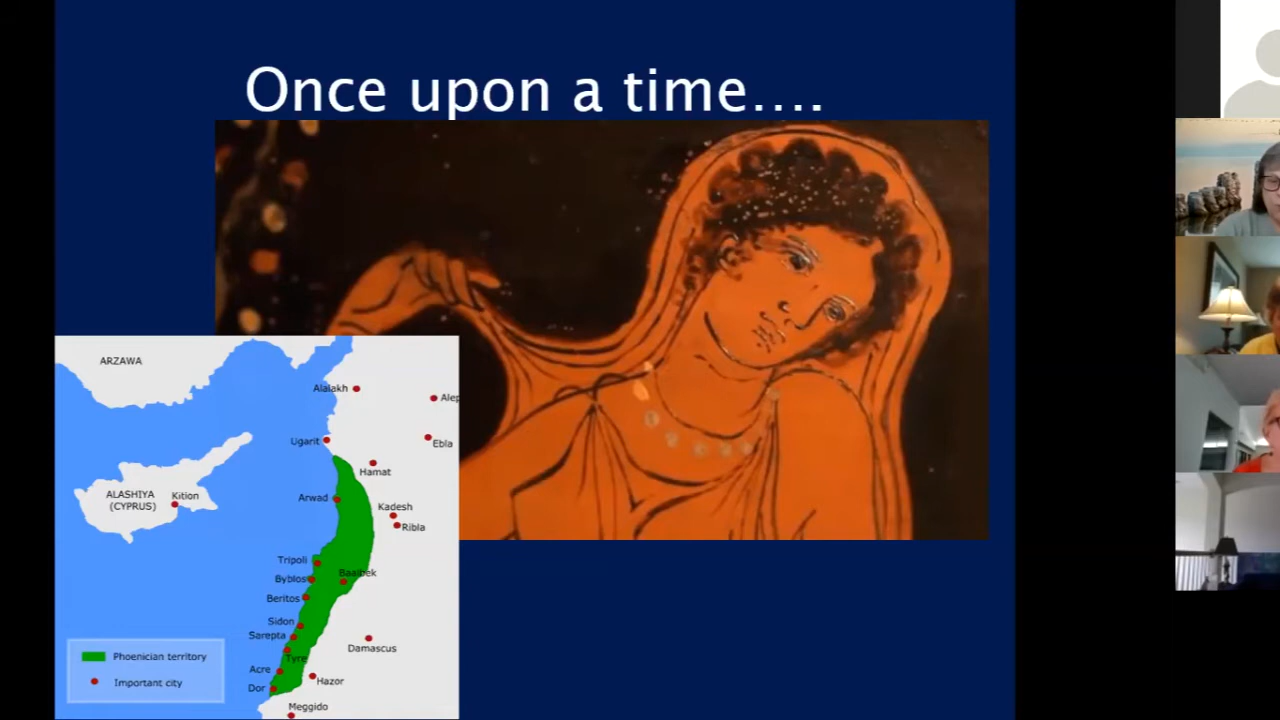 Once upon a time....
ARZAWA
Alalakh
Alep
Ugarit
Ebla
Hamat
ALASHIYA
(CYPRUS)
Kition
Arwad
Kadesh
Ribla
Tripoli
Byblos
Baalbek
Beritos
Sidon
Sarepta
Damascus
Tyre
Acre
Hazor
Dor
Meggido
Phoenician territory
Important city